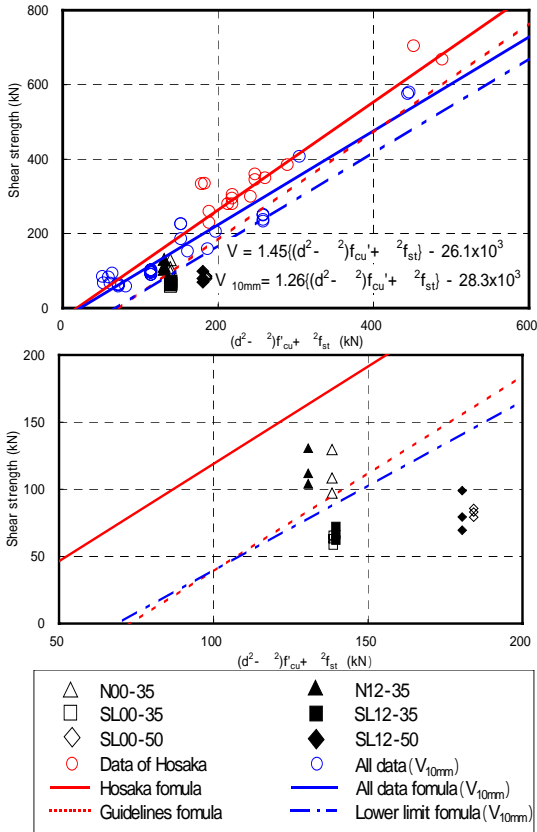 800
600
400
200
0
Shear strength (kN)
V = 1.45{(d²- ²)fcu'+ ²fst} - 26.1x10³
V 10mm = 1.26{(d²- ²)fcu'+ ²fst} - 28.3x10³
0 200 400 600
(d²- ²)f'cu+ ²fst (kN)
200
150
100
50
0
Shear strength (kN)
50 100 150 200
(d²- ²)f'cu+ ²fst (kN)
N00-35 N12-35
SL00-35 SL12-35
SL00-50 SL12-50
Data of Hosaka All data(V10mm)
Hosaka fomula All data fomula(V10mm)
Guidelines fomula Lower limit fomula(V10mm)